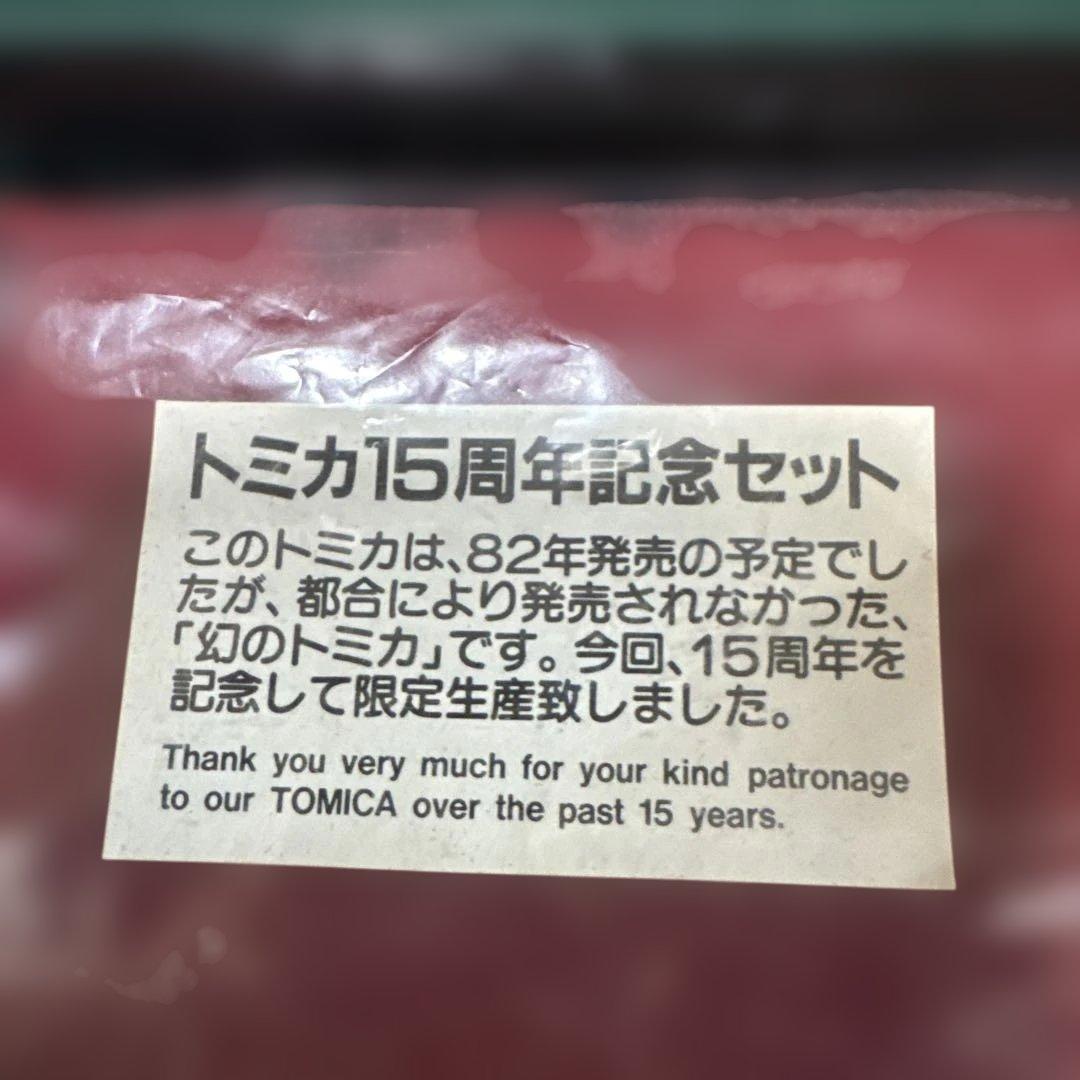 トミカ15周年記念セット
このトミカは、82年発売の予定でし
たが、都合により発売されなかった、
「幻のトミカ」です。今回、15周年を
記念して限定生産致しました。
Thank you very much for your kind patronage
to our TOMICA over the past 15 years.